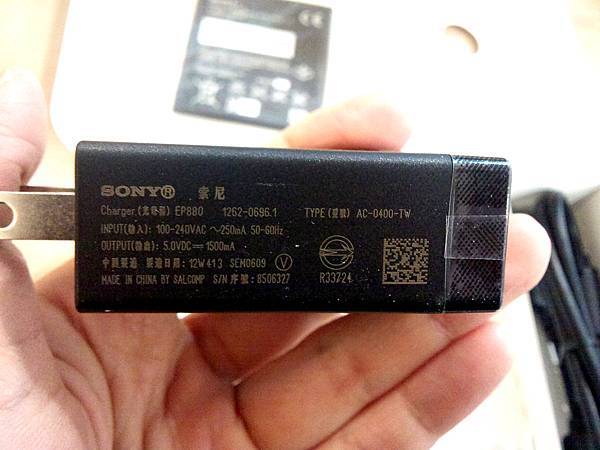 SONY® 索尼
Charger (充電器) EP880 1262-0696.1 TYPE (型號) AC-0400-TW
INPUT(輸入): 100-240VAC ～250mA 50-60Hz
OUTPUT(輸出): 5.0VDC 1500mA
中國製造 製造日期: 12W413 SEM0609 V
MADE IN CHINA BY SALCOMP S/N 序號: 8506327
R33724